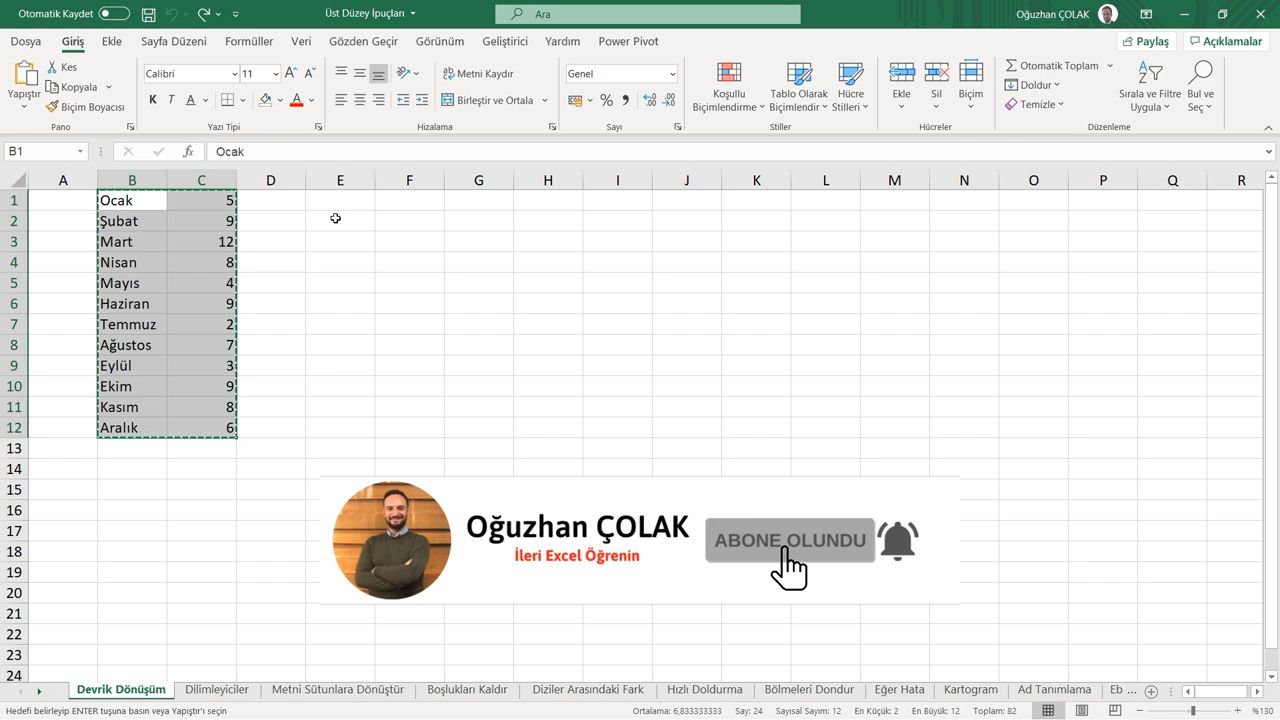 Otomatik Kaydet
Üst Düzey İpuçları
Ara
Oğuzhan ÇOLAK
Dosya Giriş Ekle Sayfa Düzeni Formüller Veri Gözden Geçir Görünüm Geliştirici Yardım Power Pivot
Paylaş Açıklamalar
Yapıştır
Kes
Kopyala
Biçim Boyacısı
Pano
Calibri 11
K T A
Yazı Tipi
Metni Kaydır
Birleştir ve Ortala
Hizalama
Genel
Sayı
Koşullu Biçimlendirme
Tablo Olarak Biçimlendir
Hücre Stilleri
Stiller
Ekle Sil Biçim
Hücreler
Otomatik Toplam
Doldur
Temizle
Sırala ve Filtre Uygula
Bul ve Seç
Düzenleme
B1 fx Ocak
A B C D E F G H I J K L M N O P Q R
1 Ocak 5
2 Şubat 9
3 Mart 12
4 Nisan 8
5 Mayıs 4
6 Haziran 9
7 Temmuz 2
8 Ağustos 7
9 Eylül 3
10 Ekim 9
11 Kasım 8
12 Aralık 6
13
14
15
16
17
18
19
20
21
22
23
24
Oğuzhan ÇOLAK
İleri Excel Öğrenin
ABONE OLUNDU
Devrik Dönüşüm Dilimleyiciler Metni Sütunlara Dönüştür Boşlukları Kaldır Diziler Arasındaki Fark Hızlı Doldurma Bölmeleri Dondur Eğer Hata Kartogram Ad Tanımlama Eb ...
Hedefi belirleyip ENTER tuşuna basın veya Yapıştır'ı seçin
Ortalama: 6,833333333 Say: 24 Sayısal Sayım: 12 En Küçük: 2 En Büyük: 12 Toplam: 82
%130